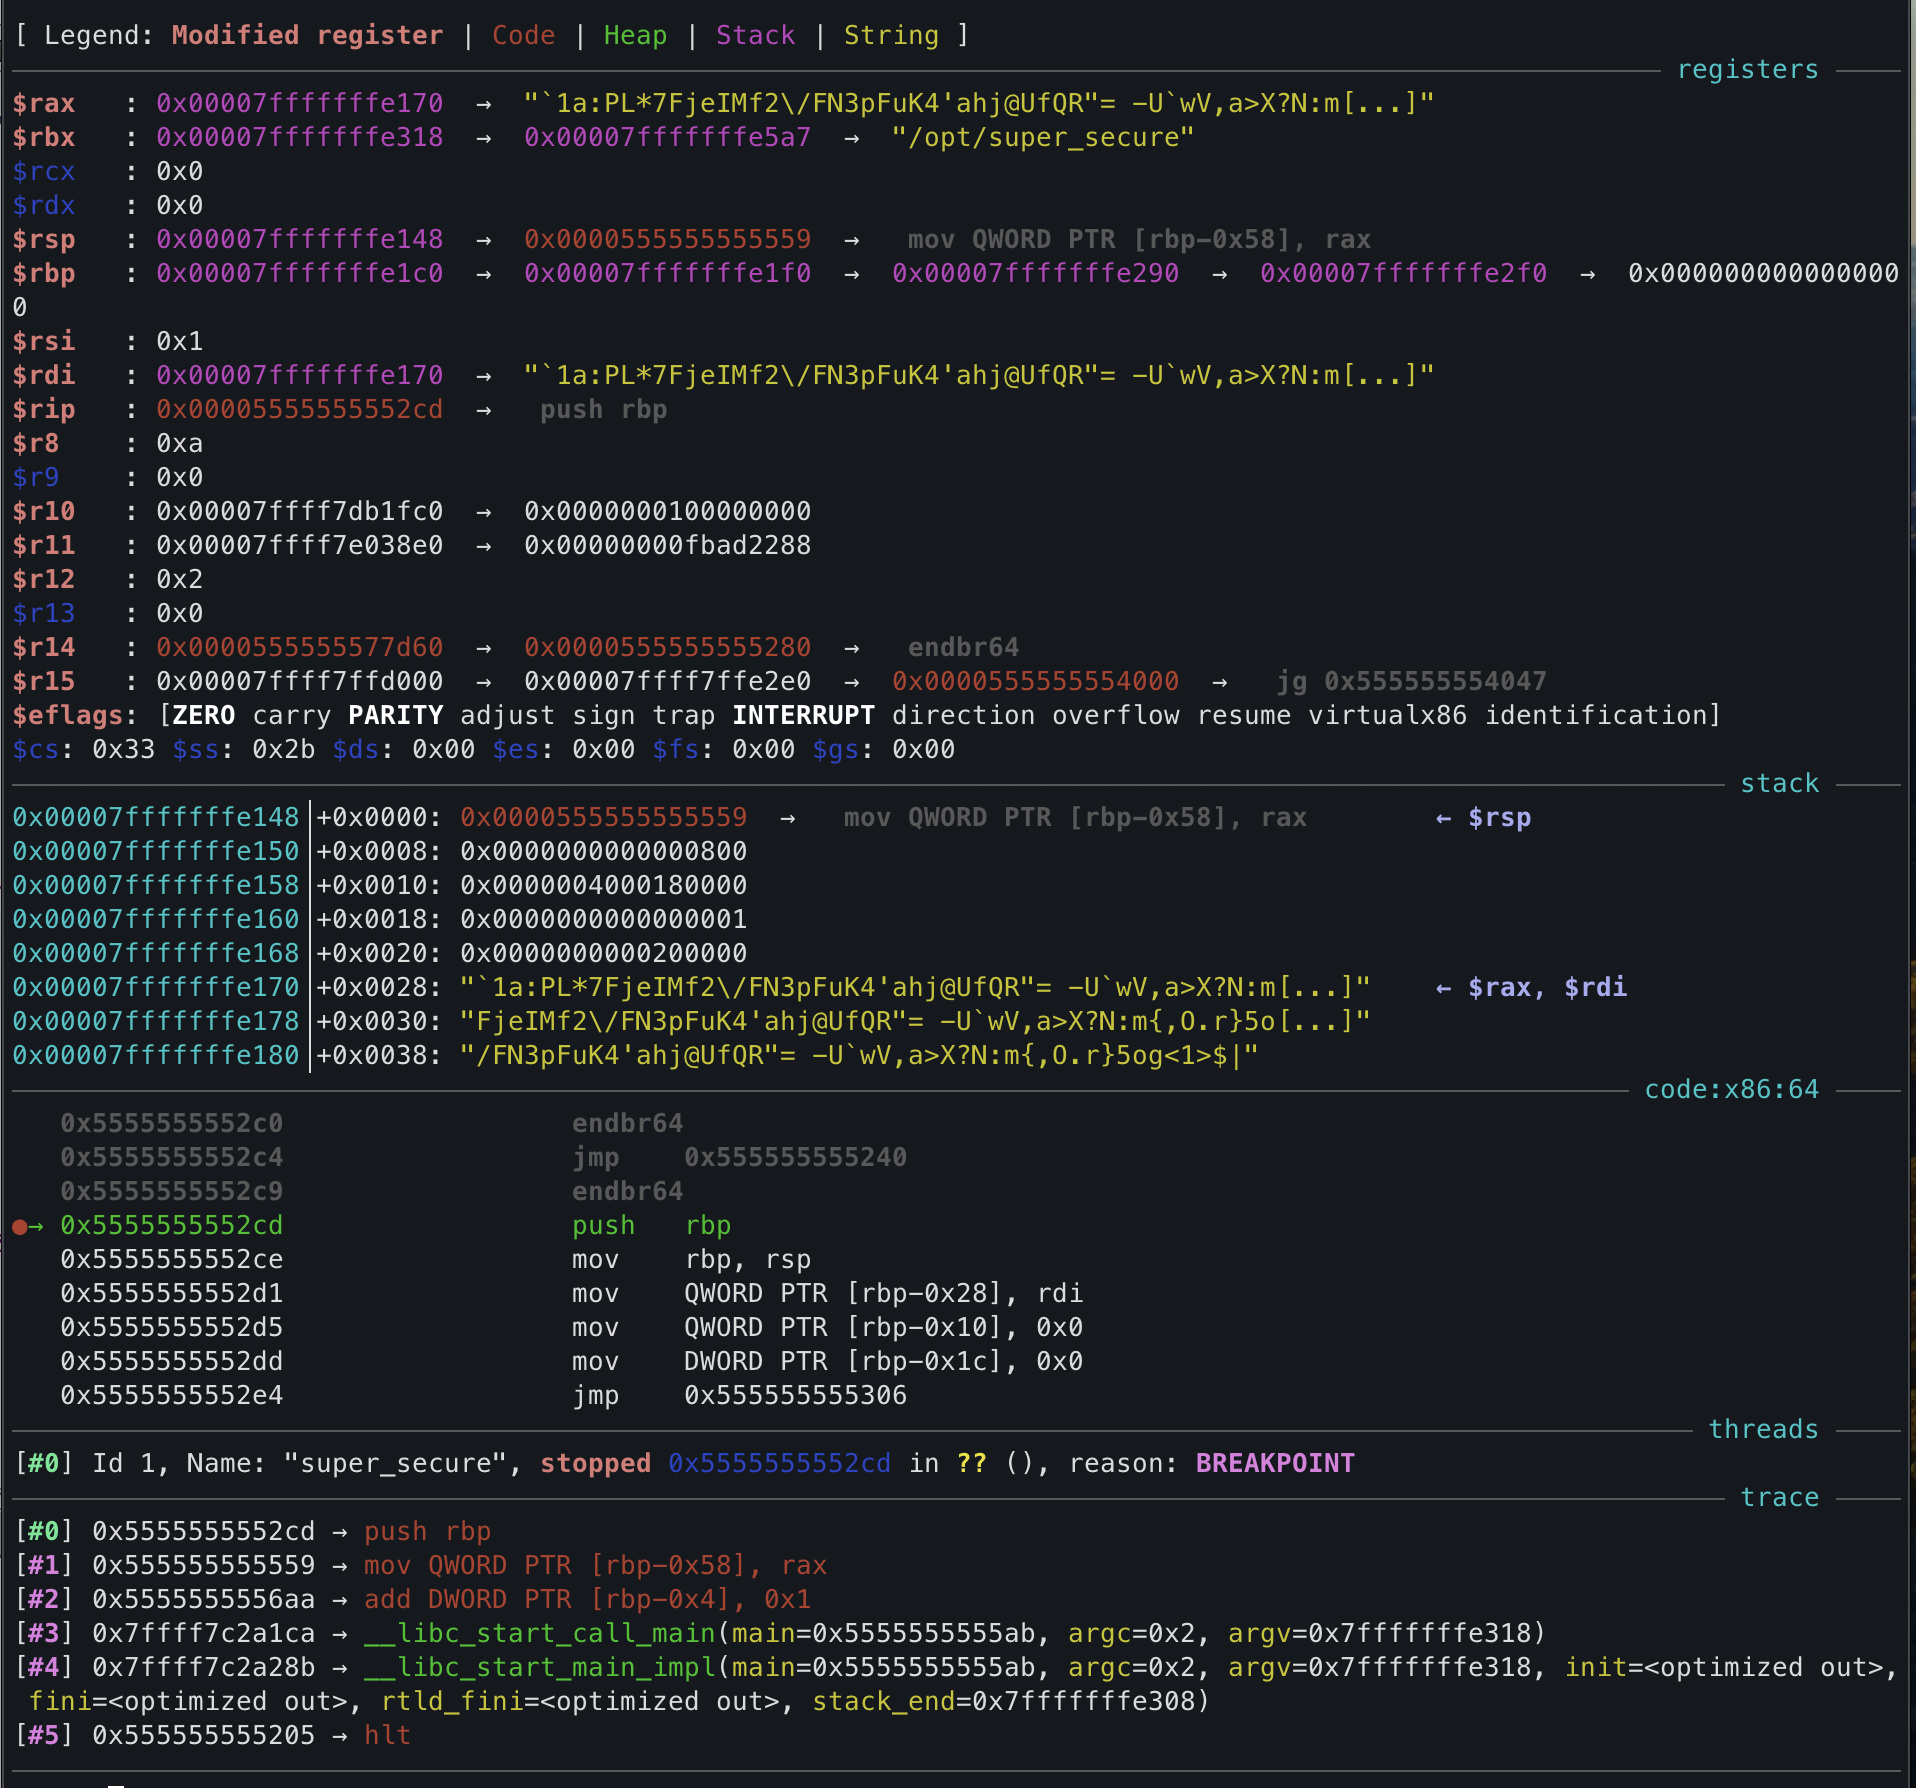 [ Legend: Modified register | Code | Heap | Stack | String ]
registers
$rax   : 0x00007fffffffe170  →  "`1a:PL*7FjeIMf2\/FN3pFuK4'ahj@UfQR"= -U`wV,a>X?N:m[...]"
$rbx   : 0x00007fffffffe318  →  0x00007fffffffe5a7  →  "/opt/super_secure"
$rcx   : 0x0
$rdx   : 0x0
$rsp   : 0x00007fffffffe148  →  0x0000555555555559  →   mov QWORD PTR [rbp-0x58], rax
$rbp   : 0x00007fffffffe1c0  →  0x00007fffffffe1f0  →  0x00007fffffffe290  →  0x00007fffffffe2f0  →  0x000000000000000
0
$rsi   : 0x1
$rdi   : 0x00007fffffffe170  →  "`1a:PL*7FjeIMf2\/FN3pFuK4'ahj@UfQR"= -U`wV,a>X?N:m[...]"
$rip   : 0x00005555555552cd  →   push rbp
$r8    : 0xa
$r9    : 0x0
$r10   : 0x00007ffff7db1fc0  →  0x0000000100000000
$r11   : 0x00007ffff7e038e0  →  0x00000000fbad2288
$r12   : 0x2
$r13   : 0x0
$r14   : 0x0000555555577d60  →  0x0000555555555280  →   endbr64
$r15   : 0x00007ffff7ffd000  →  0x00007ffff7ffe2e0  →  0x0000555555554000  →   jg 0x555555554047
$eflags: [ZERO carry PARITY adjust sign trap INTERRUPT direction overflow resume virtualx86 identification]
$cs: 0x33 $ss: 0x2b $ds: 0x00 $es: 0x00 $fs: 0x00 $gs: 0x00
stack
0x00007fffffffe148│+0x0000: 0x0000555555555559  →   mov QWORD PTR [rbp-0x58], rax        ← $rsp
0x00007fffffffe150│+0x0008: 0x0000000000000800
0x00007fffffffe158│+0x0010: 0x0000004000180000
0x00007fffffffe160│+0x0018: 0x0000000000000001
0x00007fffffffe168│+0x0020: 0x0000000000200000
0x00007fffffffe170│+0x0028: "`1a:PL*7FjeIMf2\/FN3pFuK4'ahj@UfQR"= -U`wV,a>X?N:m[...]"    ← $rax, $rdi
0x00007fffffffe178│+0x0030: "FjeIMf2\/FN3pFuK4'ahj@UfQR"= -U`wV,a>X?N:m{,O.r}5o[...]"
0x00007fffffffe180│+0x0038: "/FN3pFuK4'ahj@UfQR"= -U`wV,a>X?N:m{,O.r}5og<1>$|"
code:x86:64
0x5555555552c0                  endbr64
0x5555555552c4                  jmp    0x555555555240
0x5555555552c9                  endbr64
●→ 0x5555555552cd                  push   rbp
0x5555555552ce                  mov    rbp, rsp
0x5555555552d1                  mov    QWORD PTR [rbp-0x28], rdi
0x5555555552d5                  mov    QWORD PTR [rbp-0x10], 0x0
0x5555555552dd                  mov    DWORD PTR [rbp-0x1c], 0x0
0x5555555552e4                  jmp    0x555555555306
threads
[#0] Id 1, Name: "super_secure", stopped 0x5555555552cd in ?? (), reason: BREAKPOINT
trace
[#0] 0x5555555552cd → push rbp
[#1] 0x555555555559 → mov QWORD PTR [rbp-0x58], rax
[#2] 0x5555555556aa → add DWORD PTR [rbp-0x4], 0x1
[#3] 0x7ffff7c2a1ca → __libc_start_call_main(main=0x5555555555ab, argc=0x2, argv=0x7fffffffe318)
[#4] 0x7ffff7c2a28b → __libc_start_main_impl(main=0x5555555555ab, argc=0x2, argv=0x7fffffffe318, init=<optimized out>,
fini=<optimized out>, rtld_fini=<optimized out>, stack_end=0x7fffffffe308)
[#5] 0x555555555205 → hlt